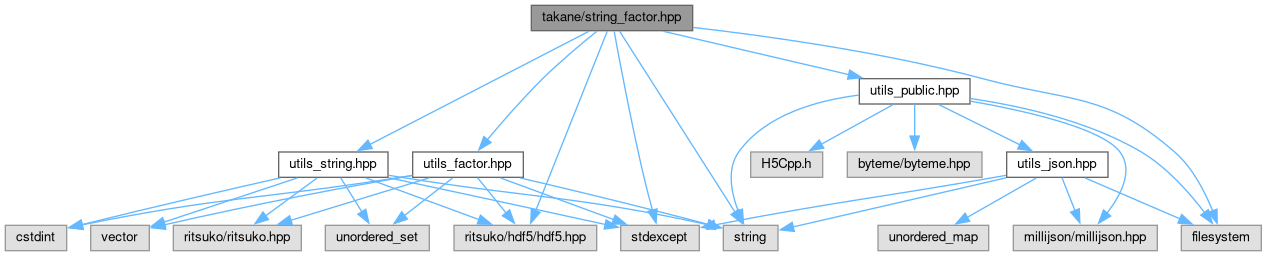 takane/string_factor.hpp
utils_public.hpp
utils_string.hpp
utils_factor.hpp
H5Cpp.h
byteme/byteme.hpp
utils_json.hpp
cstdint
vector
ritsuko/ritsuko.hpp
unordered_set
ritsuko/hdf5/hdf5.hpp
stdexcept
string
unordered_map
millijson/millijson.hpp
filesystem